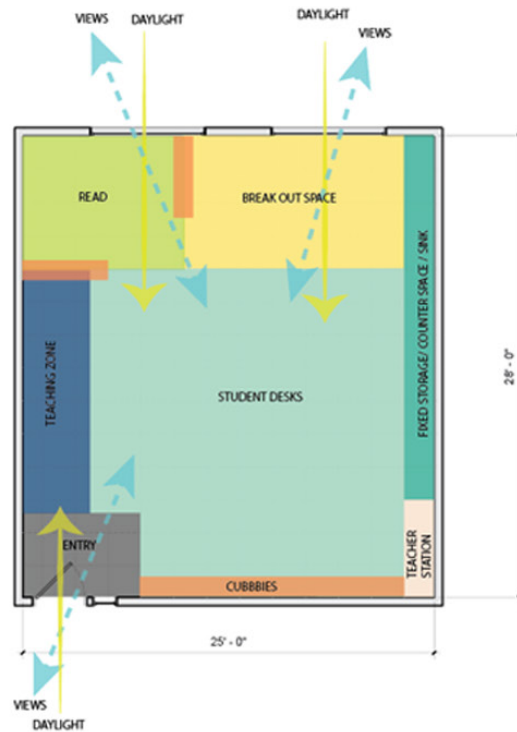 VIEWS
DAYLIGHT
DAYLIGHT
VIEWS
READ
BREAK OUT SPACE
FIXED STORAGE/ COUNTER SPACE / SINK
28' - 0"
TEACHING ZONE
STUDENT DESKS
ENTRY
TEACHER
STATION
CUBBBIES
25' - 0"
VIEWS
DAYLIGHT